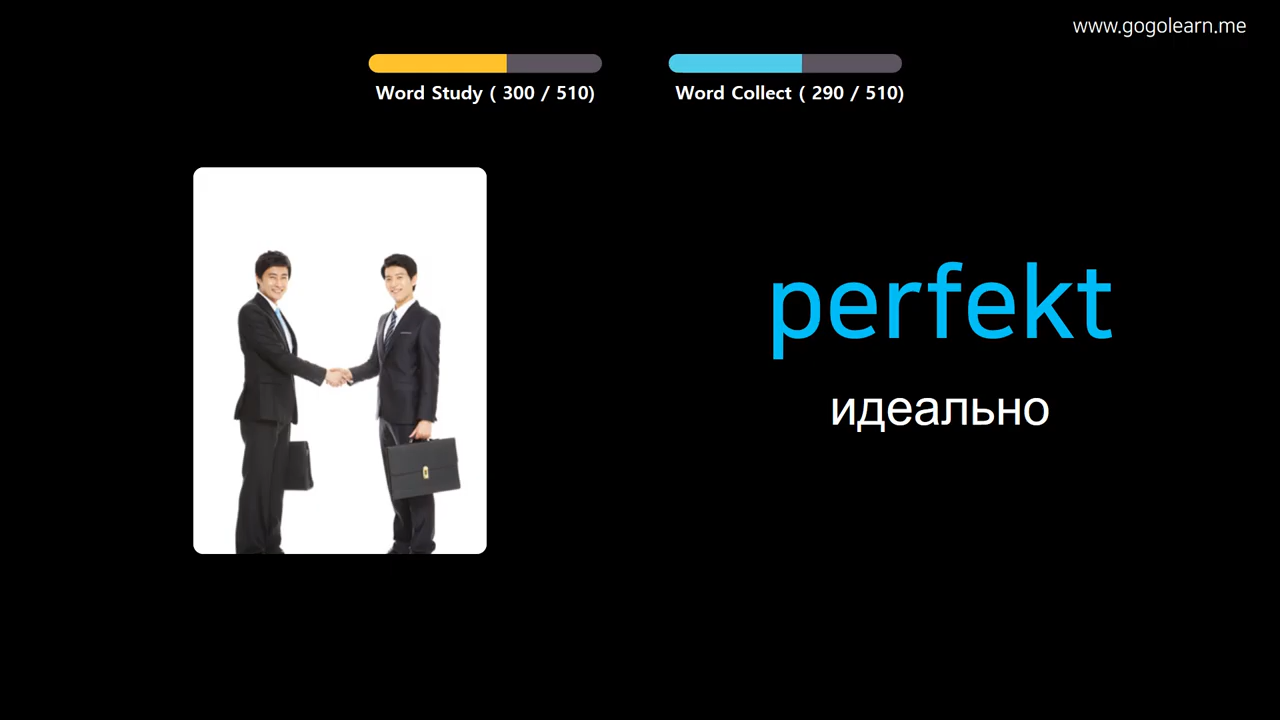 www.gogolearn.me
Word Study ( 300 / 510)
Word Collect ( 290 / 510)
perfekt
идеально